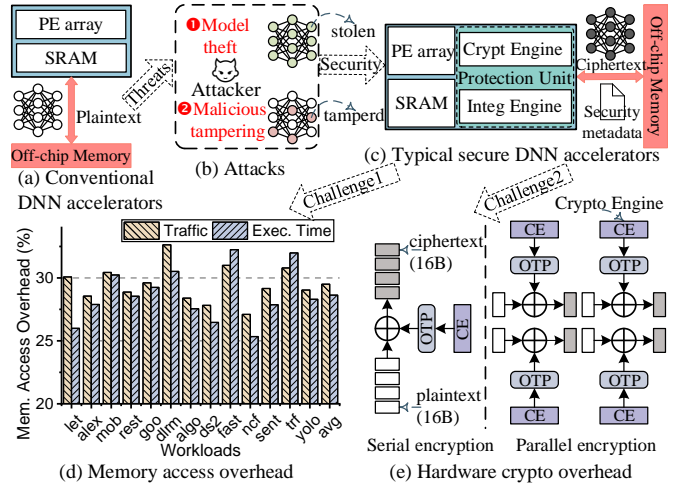 PE array
SRAM
Plaintext
Off-chip Memory
(a) Conventional
DNN accelerators
Threats
❶Model
theft
Attacker
❷Malicious
tampering
stolen
tamperd
(b) Attacks
Security
PE array
SRAM
Crypt Engine
Protection Unit
Integ Engine
Ciphertext
Security
metadata
Off-chip Memory
(c) Typical secure DNN accelerators
Challenge1
Challenge2
Traffic
Exec. Time
Mem. Access Overhead (%)
30
25
20
let
alex
mob
rest
goo
dlrm
algo
ds2
fast
ncf
sent
trf
yolo
avg
Workloads
(d) Memory access overhead
ciphertext
(16B)
OTP
CE
plaintext
(16B)
Serial encryption
Crypto Engine
CE
CE
OTP
OTP
OTP
OTP
CE
CE
Parallel encryption
(e) Hardware crypto overhead